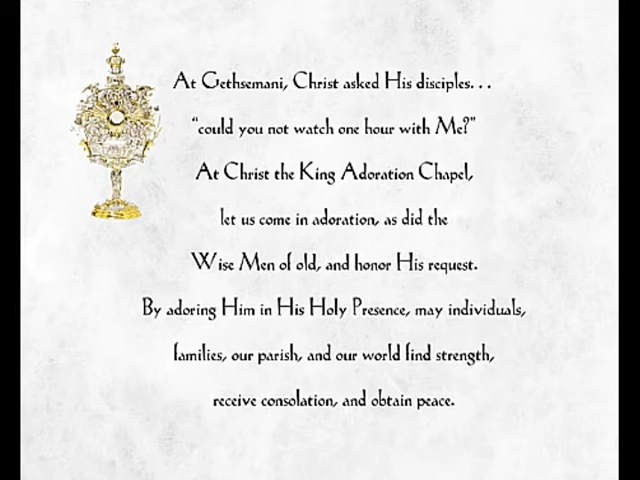 At Gethsemani, Christ asked His disciples. . .
“could you not watch one hour with Me?”
At Christ the King Adoration Chapel,
let us come in adoration, as did the
Wise Men of old, and honor His request.
By adoring Him in His Holy Presence, may individuals,
families, our parish, and our world find strength,
receive consolation, and obtain peace.